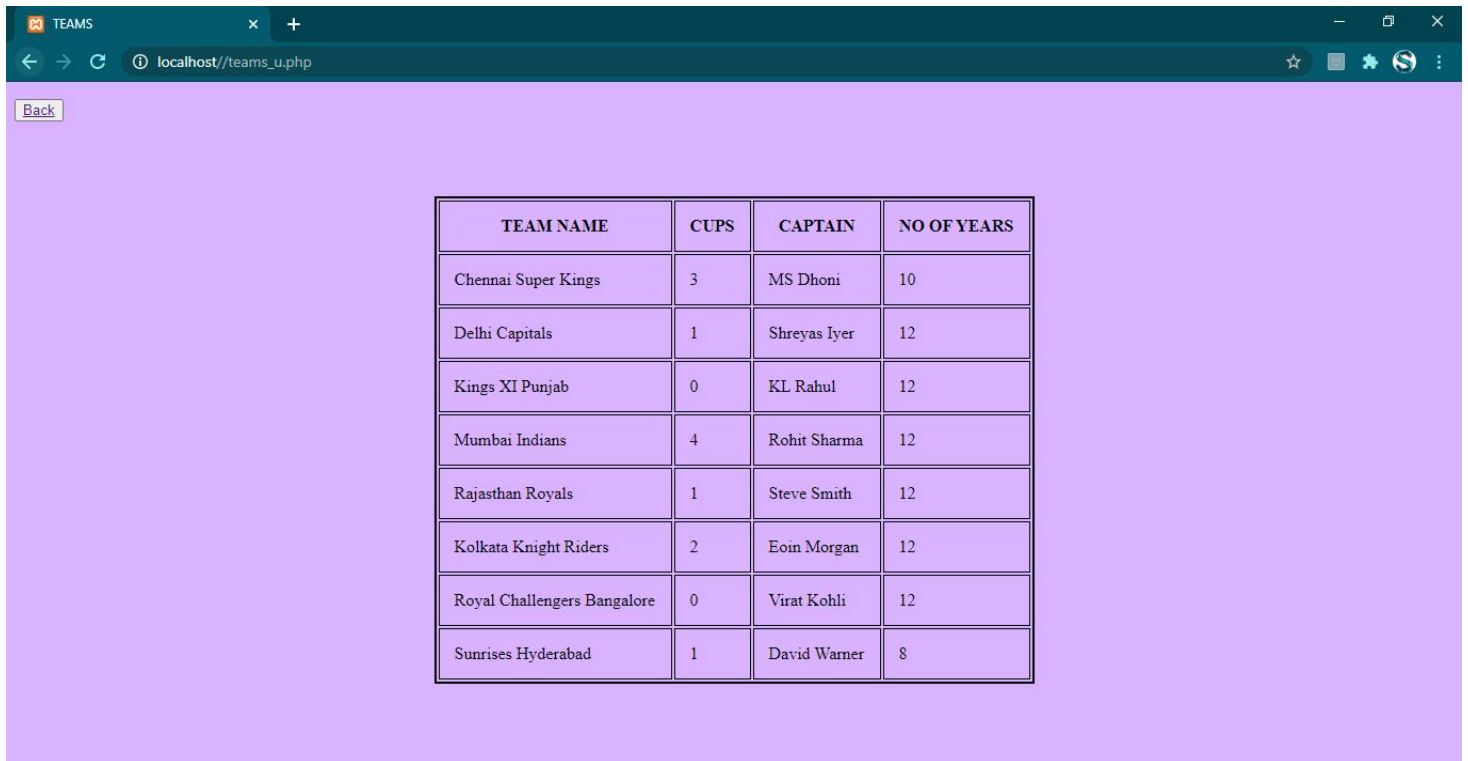 TEAMS
localhost//teams_u.php
Back
TEAM NAME CUPS CAPTAIN NO OF YEARS
Chennai Super Kings 3 MS Dhoni 10
Delhi Capitals 1 Shreyas Iyer 12
Kings XI Punjab 0 KL Rahul 12
Mumbai Indians 4 Rohit Sharma 12
Rajasthan Royals 1 Steve Smith 12
Kolkata Knight Riders 2 Eoin Morgan 12
Royal Challengers Bangalore 0 Virat Kohli 12
Sunrises Hyderabad 1 David Warner 8